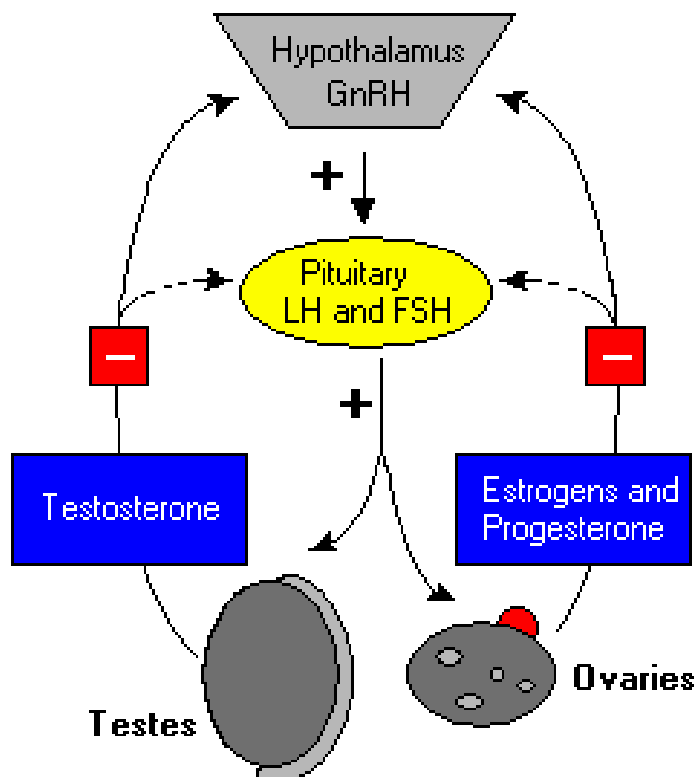 Hypothalamus
GnRH
+
Pituitary
LH and FSH
−
−
+
Testosterone
Estrogens and
Progesterone
Ovaries
Testes